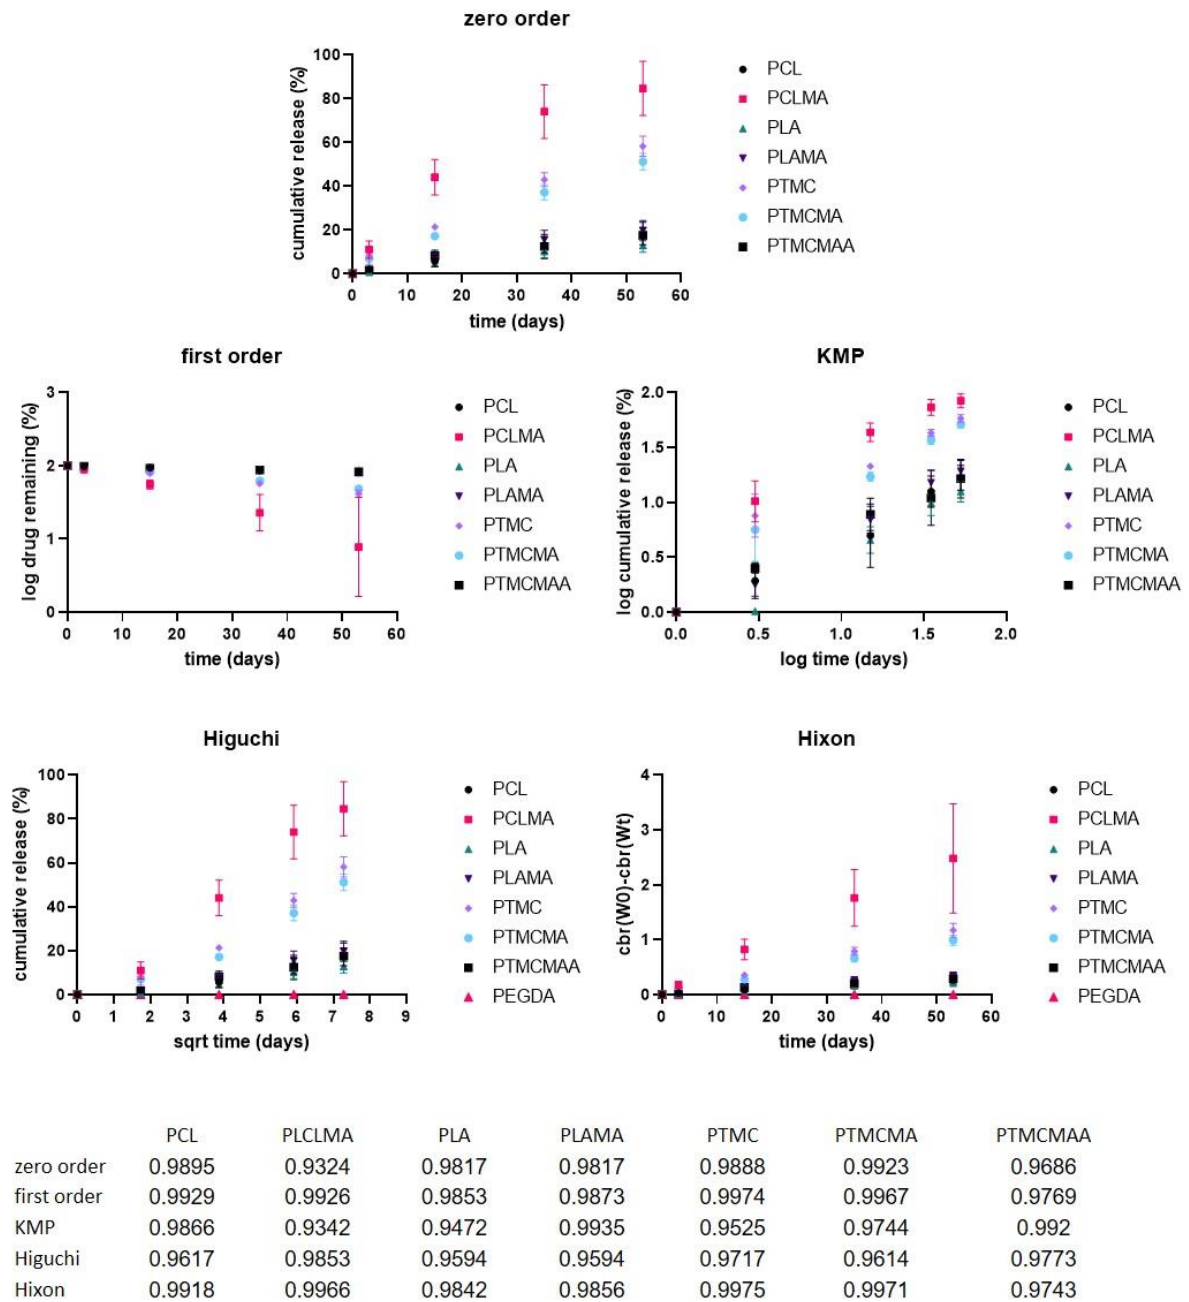 zero order
cumulative release (%)
100
80
60
40
20
0
0 10 20 30 40 50 60
time (days)
PCL
PCLMA
PLA
PLAMA
PTMC
PTMCMA
PTMCMAA
first order
log drug remaining (%)
3
2
1
0
0 10 20 30 40 50 60
time (days)
PCL
PCLMA
PLA
PLAMA
PTMC
PTMCMA
PTMCMAA
KMP
log cumulative release (%)
2.0
1.5
1.0
0.5
0.0
0.0 0.5 1.0 1.5 2.0
log time (days)
PCL
PCLMA
PLA
PLAMA
PTMC
PTMCMA
PTMCMAA
Higuchi
cumulative release (%)
100
80
60
40
20
0
0 1 2 3 4 5 6 7 8 9
sqrt time (days)
PCL
PCLMA
PLA
PLAMA
PTMC
PTMCMA
PTMCMAA
PEGDA
Hixon
cbr(W0)-cbr(Wt)
4
3
2
1
0
0 10 20 30 40 50 60
time (days)
PCL
PCLMA
PLA
PLAMA
PTMC
PTMCMA
PTMCMAA
PEGDA
PCL PLCLMA PLA PLAMA PTMC PTMCMA PTMCMAA
zero order 0.9895 0.9324 0.9817 0.9817 0.9888 0.9923 0.9686
first order 0.9929 0.9926 0.9853 0.9873 0.9974 0.9967 0.9769
KMP 0.9866 0.9342 0.9472 0.9935 0.9525 0.9744 0.992
Higuchi 0.9617 0.9853 0.9594 0.9594 0.9717 0.9614 0.9773
Hixon 0.9918 0.9966 0.9842 0.9856 0.9975 0.9971 0.9743